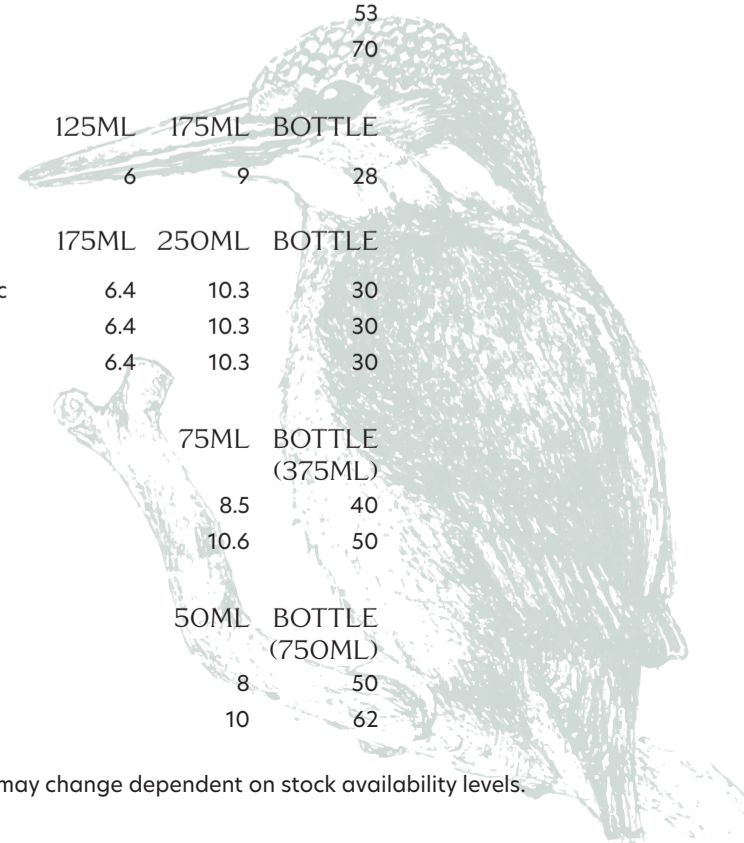 53
70
125ML 175ML BOTTLE
6 9 28
175ML 250ML BOTTLE
c 6.4 10.3 30
6.4 10.3 30
6.4 10.3 30
75ML BOTTLE
(375ML)
8.5 40
10.6 50
50ML BOTTLE
(750ML)
8 50
10 62
may change dependent on stock availability levels.